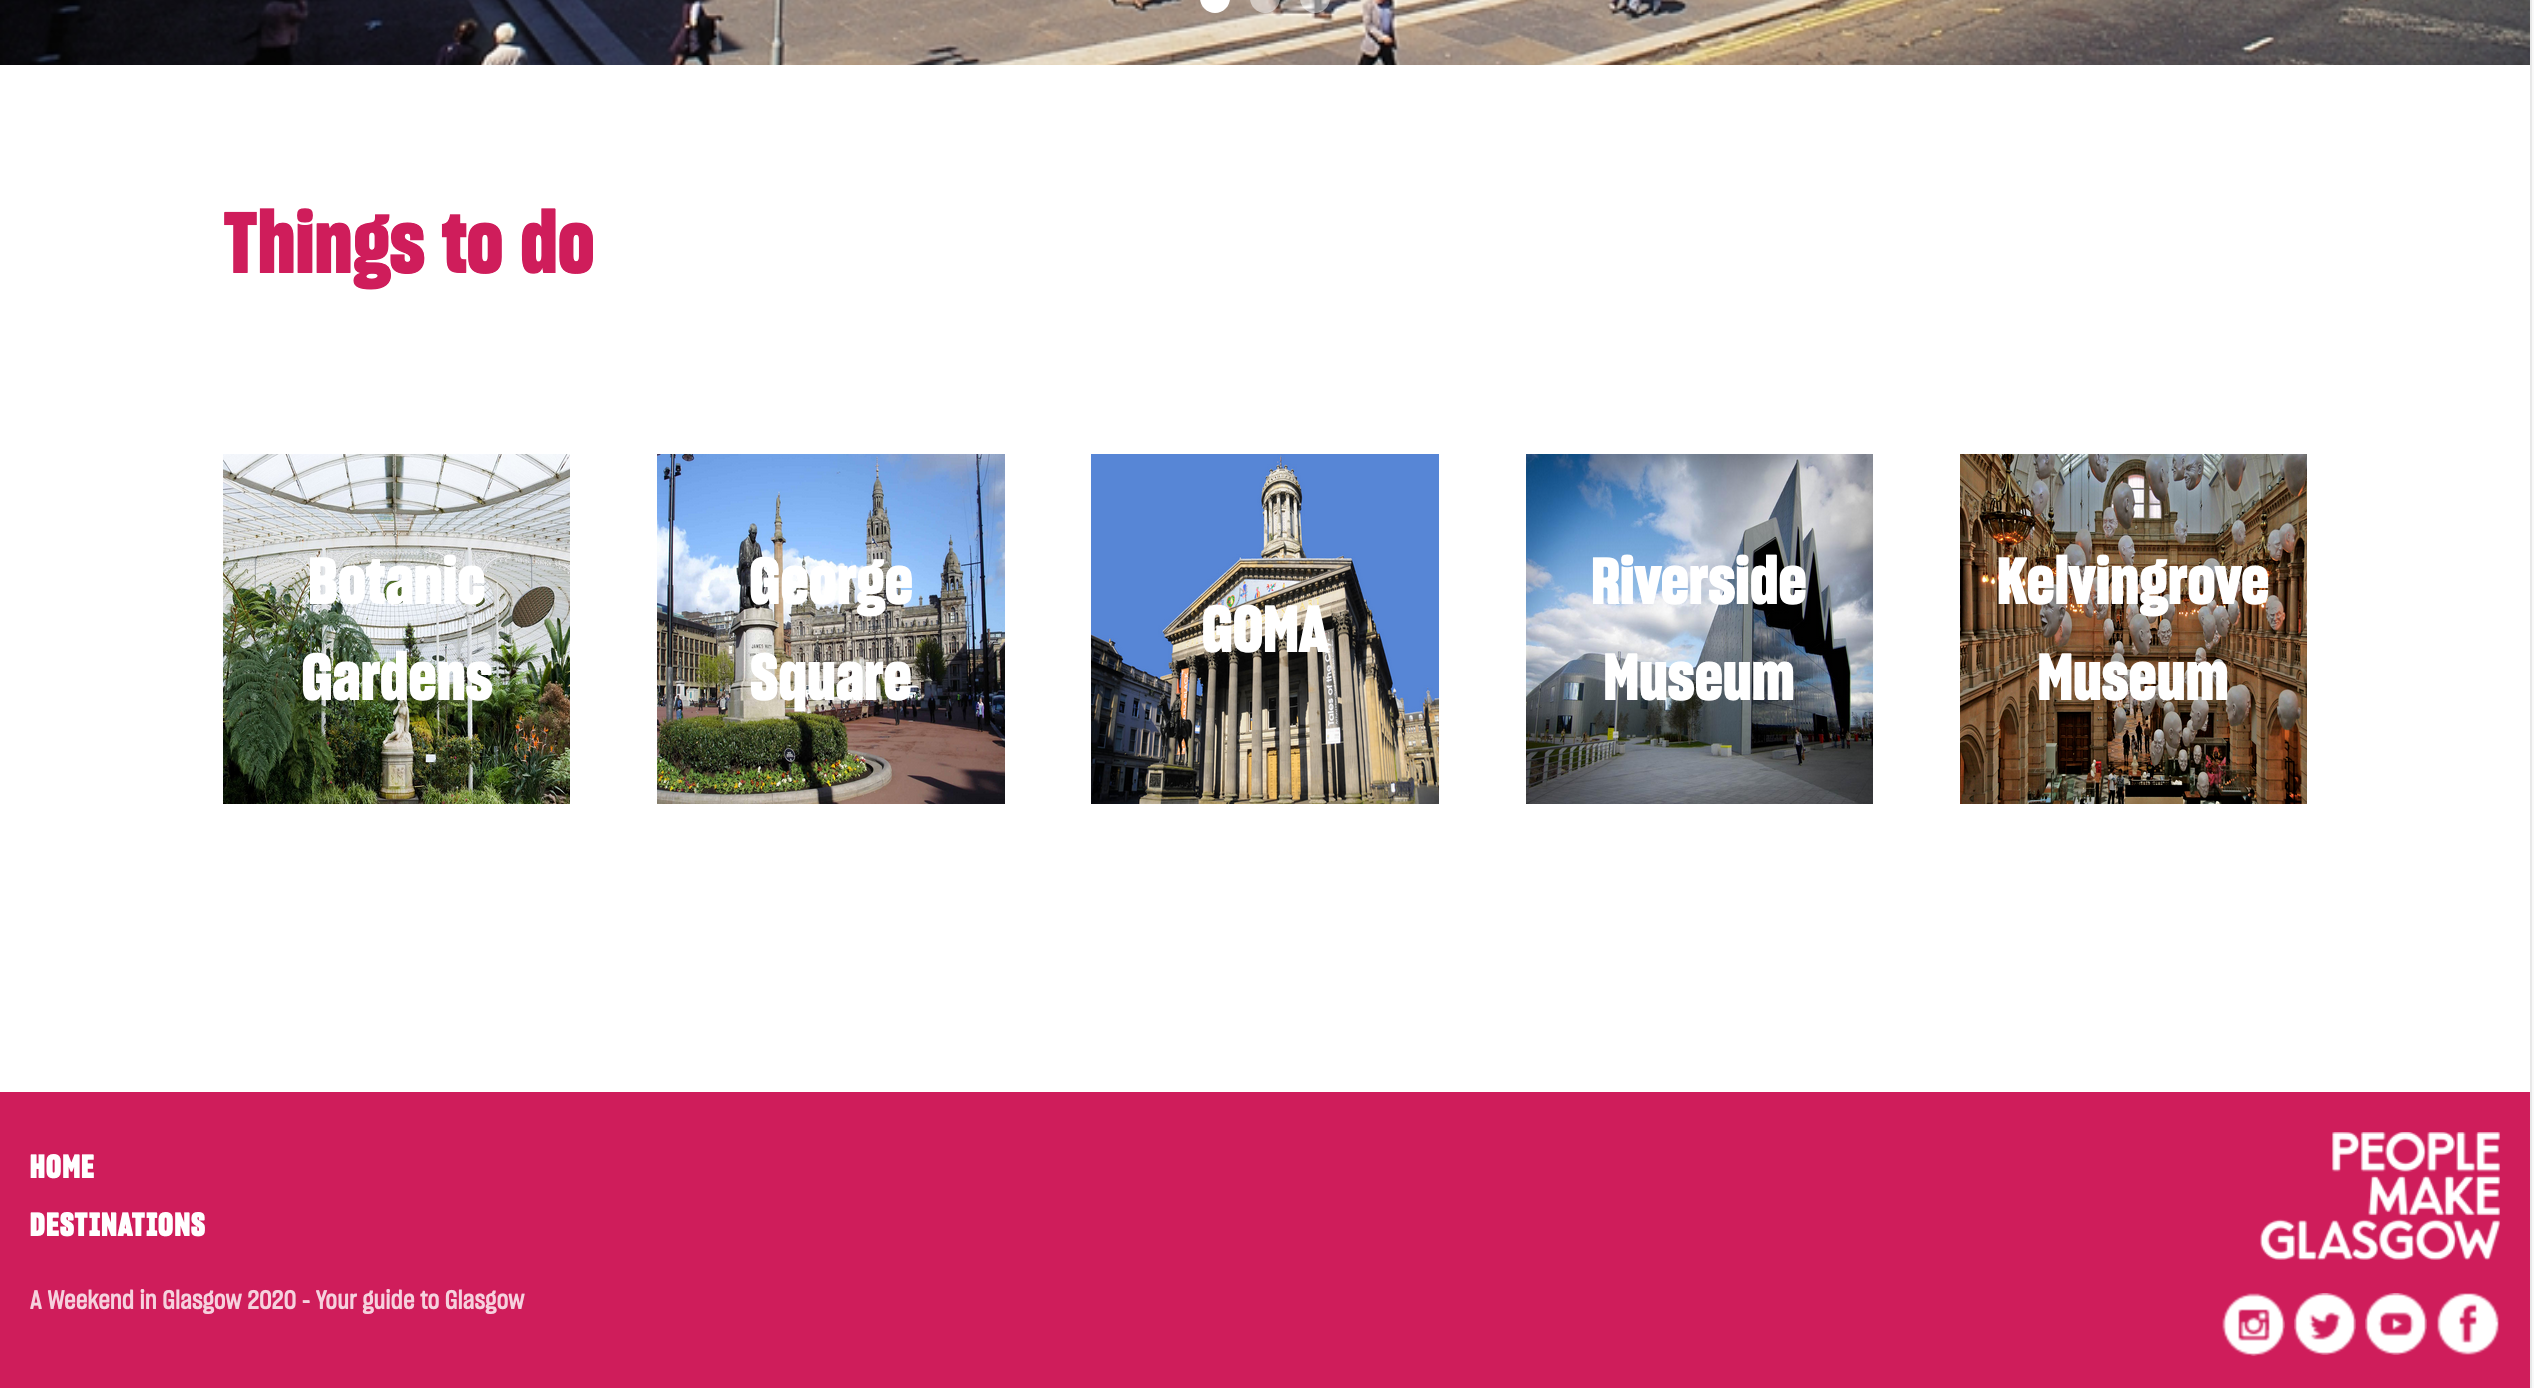 Things to do
Botanic
Gardens
George
Square
GOMA
Riverside
Museum
Kelvingrove
Museum
HOME
DESTINATIONS
A Weekend in Glasgow 2020 - Your guide to Glasgow
PEOPLE
MAKE
GLASGOW